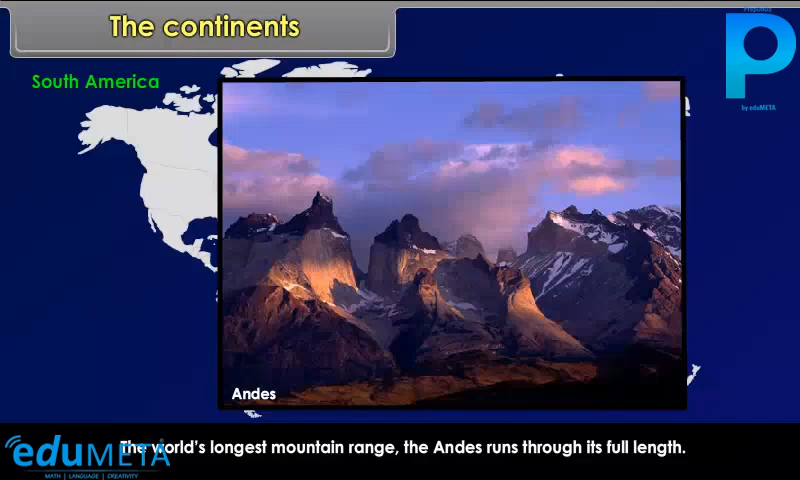 The continents
Preponda
P
by eduMETA
South America
Andes
The world's longest mountain range, the Andes runs through its full length.
eduMETA
MATH | LANGUAGE | CREATIVITY